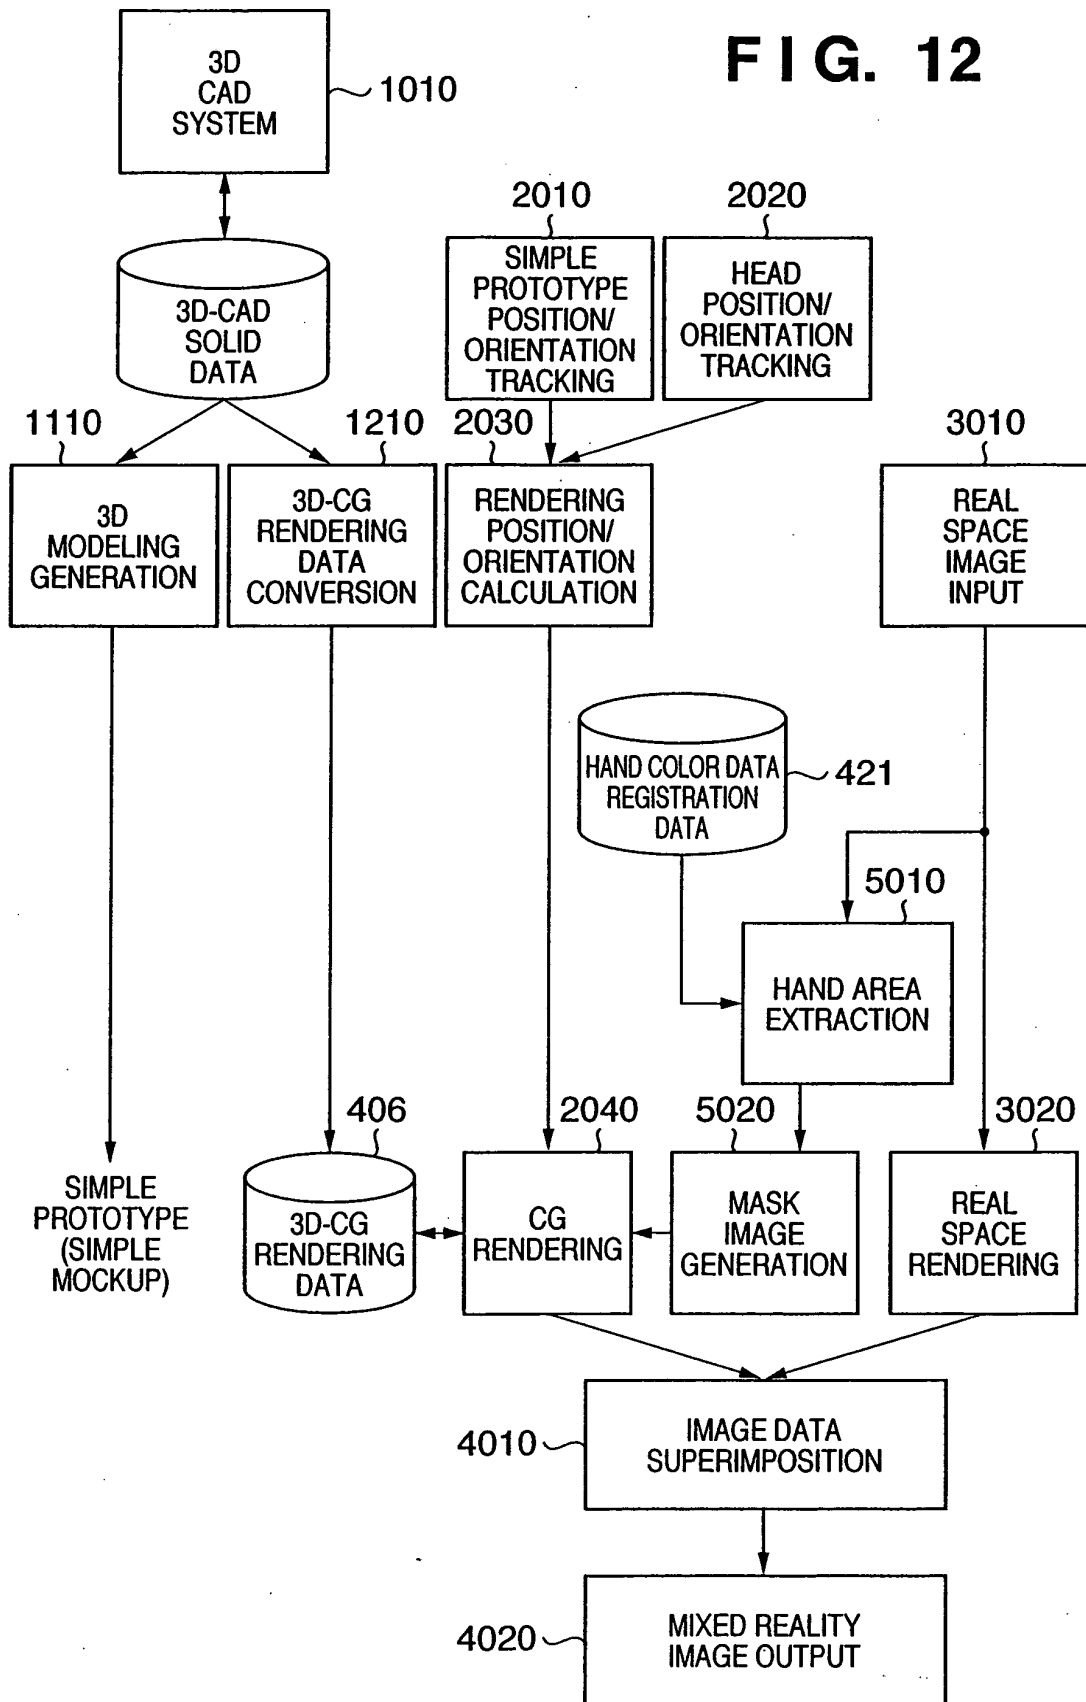 FIG. 12
3D
CAD
SYSTEM
1010
3D-CAD
SOLID
DATA
2010
SIMPLE
PROTOTYPE
POSITION/
ORIENTATION
TRACKING
2020
HEAD
POSITION/
ORIENTATION
TRACKING
1110
3D
MODELING
GENERATION
1210
3D-CG
RENDERING
DATA
CONVERSION
2030
RENDERING
POSITION/
ORIENTATION
CALCULATION
3010
REAL
SPACE
IMAGE
INPUT
HAND COLOR DATA
REGISTRATION
DATA
421
5010
HAND AREA
EXTRACTION
SIMPLE
PROTOTYPE
(SIMPLE
MOCKUP)
406
3D-CG
RENDERING
DATA
2040
CG
RENDERING
5020
MASK
IMAGE
GENERATION
3020
REAL
SPACE
RENDERING
4010
IMAGE DATA
SUPERIMPOSITION
4020
MIXED REALITY
IMAGE OUTPUT